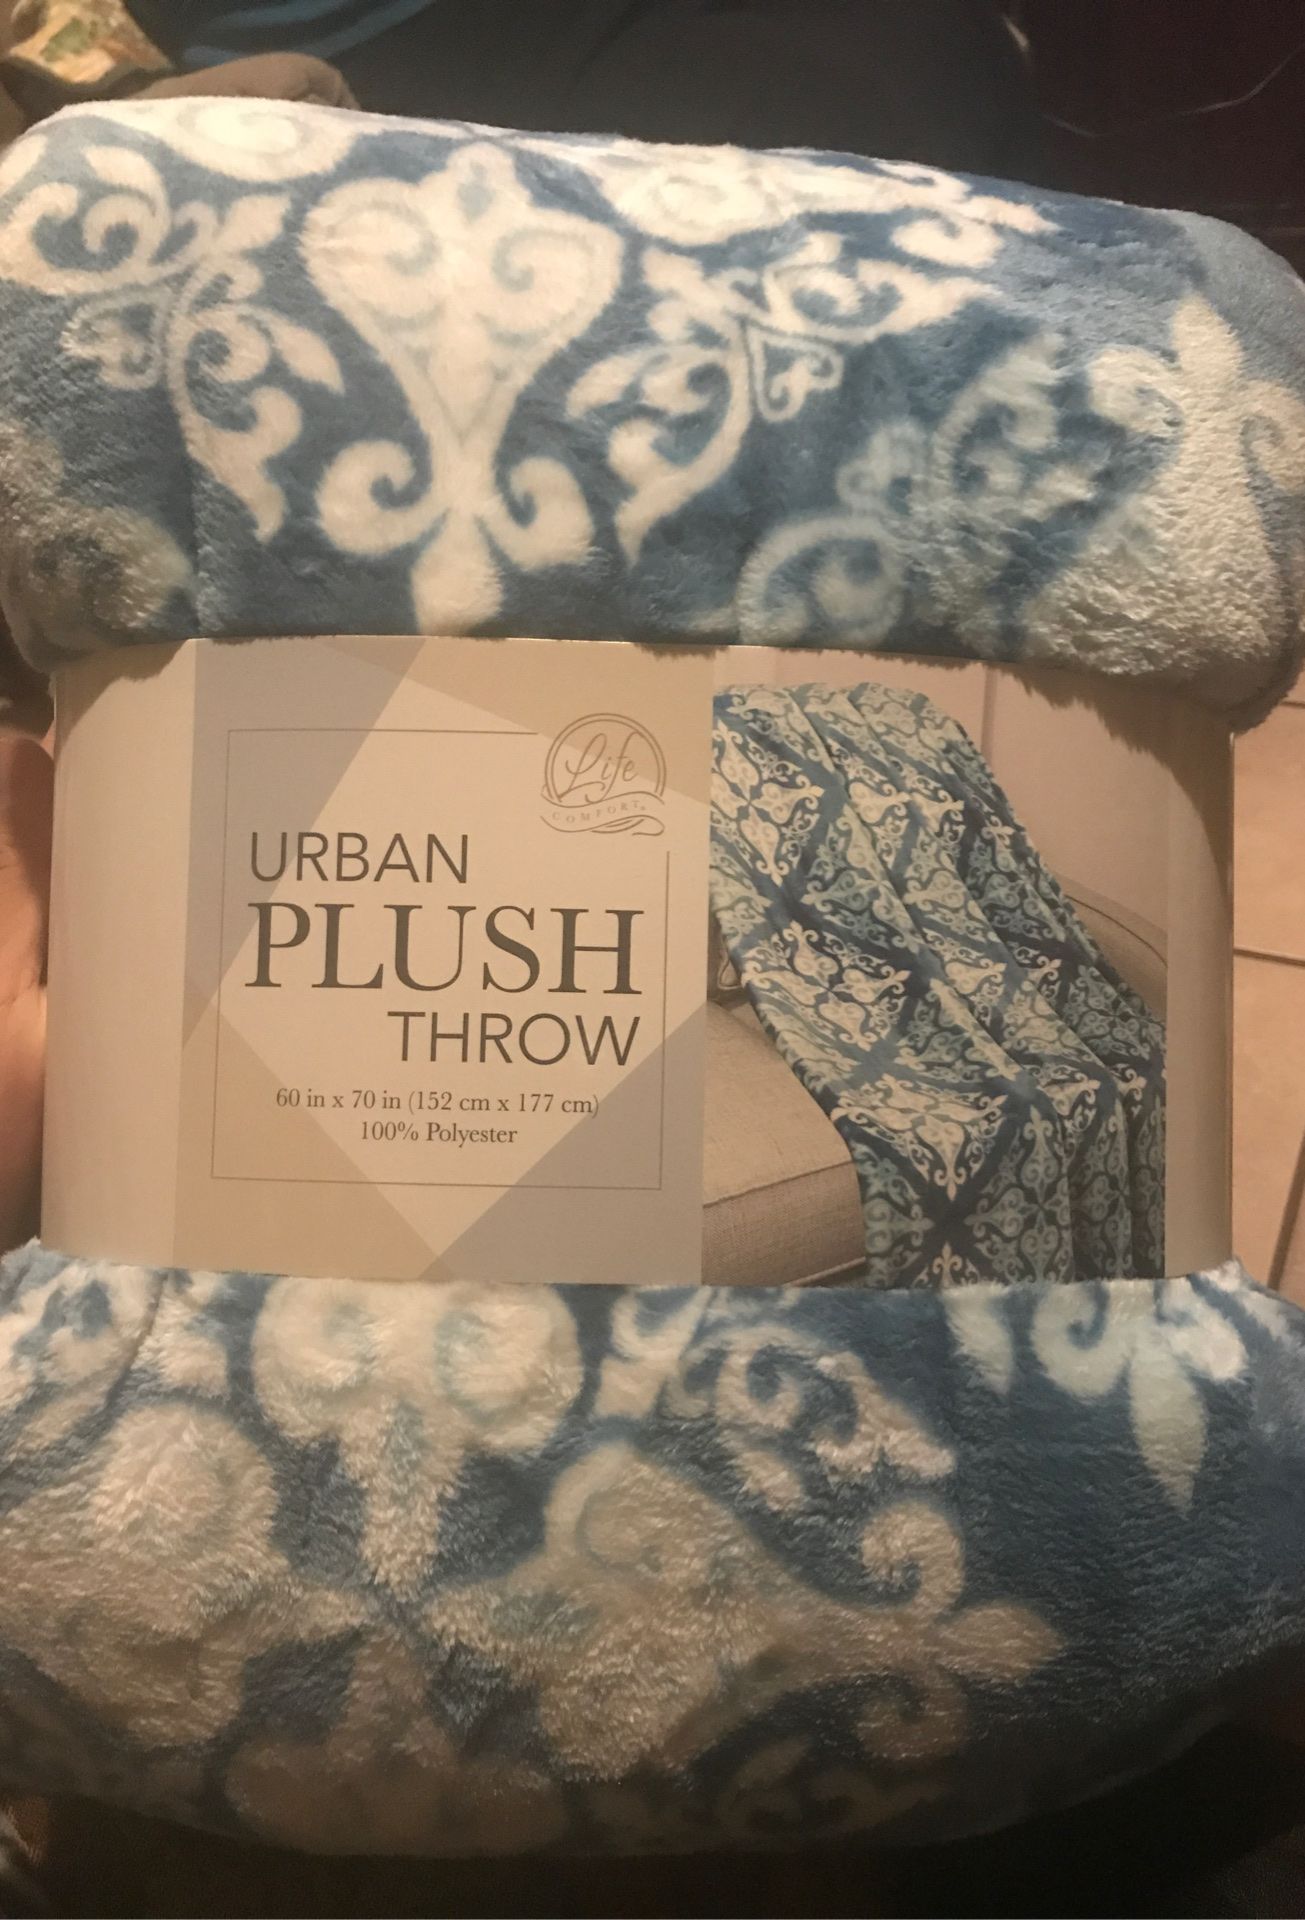 Life
COMFORT®
URBAN
PLUSH
THROW
60 in x 70 in (152 cm x 177 cm)
100% Polyester